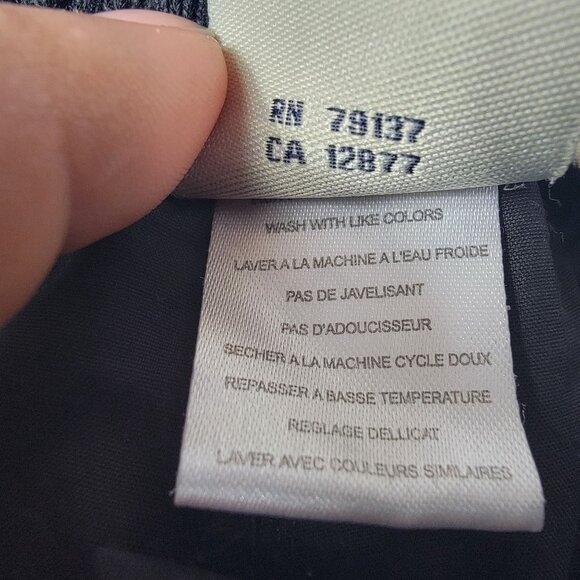 RN 79137
CA 12877
WASH WITH LIKE COLORS
LAVER A LA MACHINE A L'EAU FROIDE
PAS DE JAVELISANT
PAS D'ADOUCISSEUR
SECHER A LA MACHINE CYCLE DOUX
REPASSER A BASSE TEMPERATURE
REGLAGE DELLICAT
LAVER AVEC COULEURS SIMILAIRES